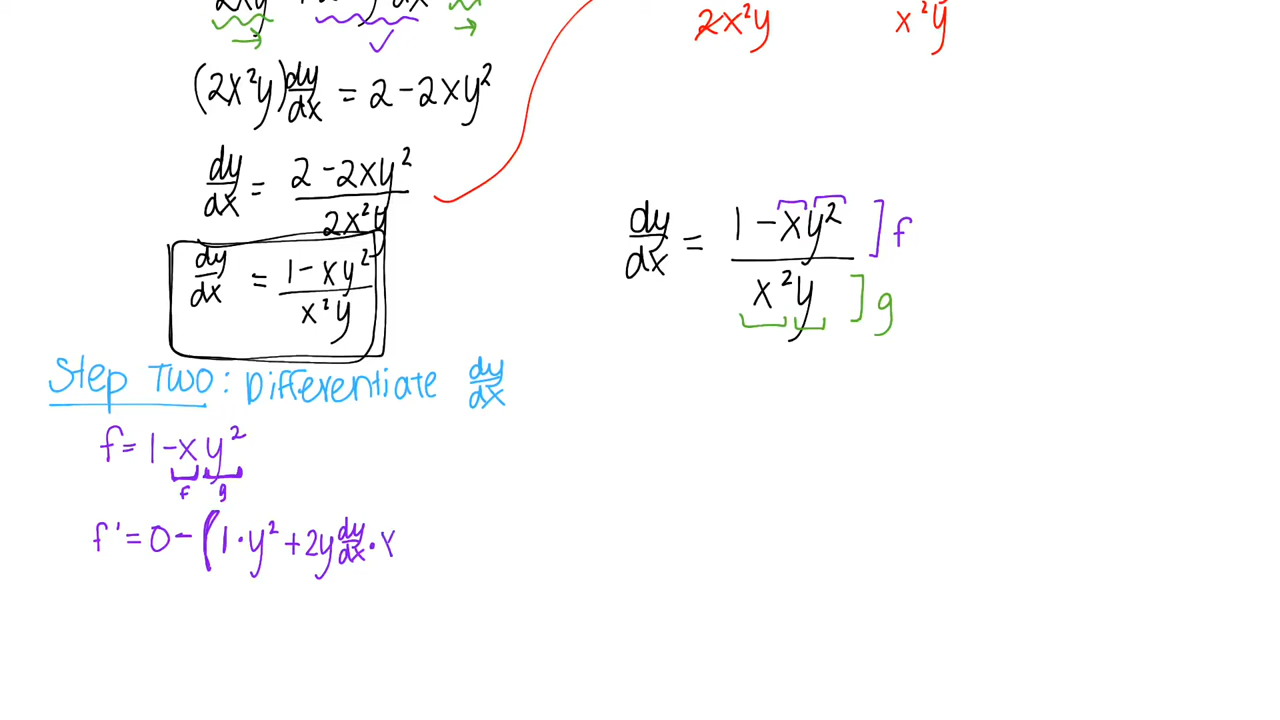 2x²y x²y
(2x²y) dy/dx = 2 - 2xy²
dy/dx = (2 - 2xy²)/(2x²y)
dy/dx = (1 - xy²)/(x²y)
dy/dx = (1 - xy²)/(x²y) ] f ] g
Step Two: Differentiate dy/dx
f = 1 - x y²
f g
f' = 0 - (1 · y² + 2y dy/dx · x